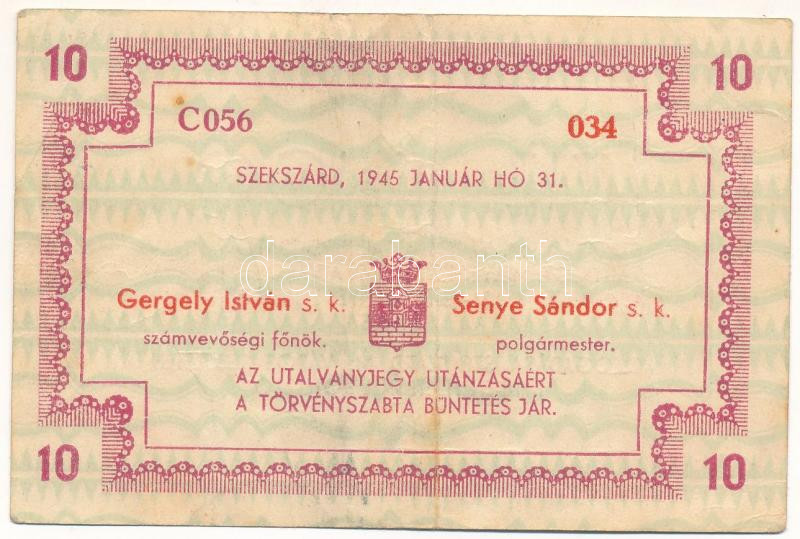 10 10
C056 034
SZEKSZÁRD, 1945 JANUÁR HÓ 31.
darabanth
Gergely István s. k. Senye Sándor s. k.
számvevőségi főnök. polgármester.
AZ UTALVÁNYJEGY UTÁNZÁSÁÉRT
A TÖRVÉNYSZABTA BÜNTETÉS JÁR.
10 10